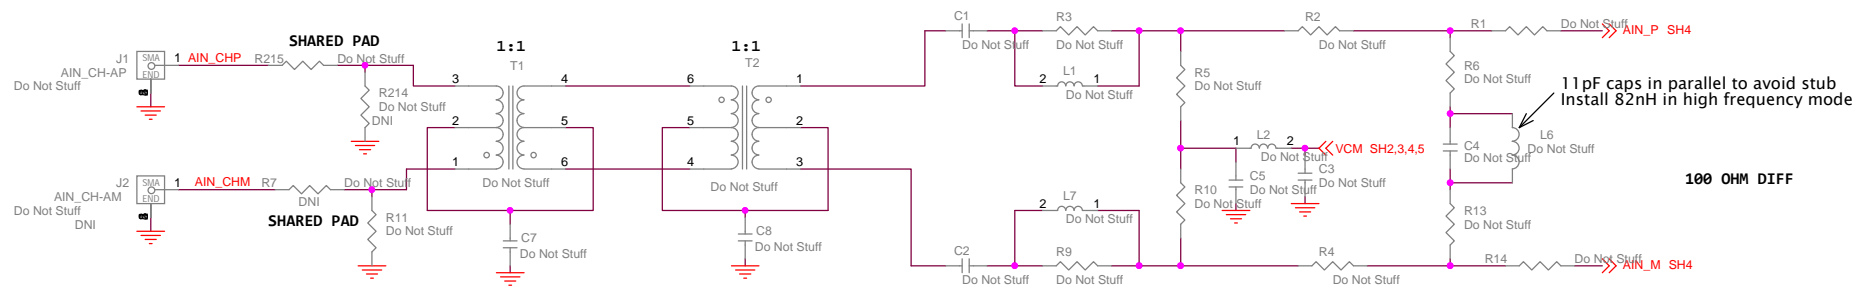 J1
SMA
END
AIN_CH-AP
Do Not Stuff
1
AIN_CHP
R215
SHARED PAD
Do Not Stuff
R214
Do Not Stuff
DNI
J2
SMA
END
AIN_CH-AM
Do Not Stuff
DNI
1
AIN_CHM
R7
DNI
Do Not Stuff
SHARED PAD
R11
Do Not Stuff
1:1
T1
3
2
1
4
5
6
Do Not Stuff
C7
Do Not Stuff
1:1
T2
6
5
4
1
2
3
Do Not Stuff
C8
Do Not Stuff
C1
Do Not Stuff
R3
Do Not Stuff
2
L1
1
Do Not Stuff
R5
Do Not Stuff
R2
Do Not Stuff
R1
Do Not Stuff
AIN_P SH4
R6
Do Not Stuff
11pF caps in parallel to avoid stub
Install 82nH in high frequency mode
1
L2
2
Do Not Stuff
VCM SH2,3,4,5
C5
Do Not Stuff
C3
Do Not Stuff
C4
Do Not Stuff
L6
Do Not Stuff
100 OHM DIFF
R10
Do Not Stuff
2
L7
1
Do Not Stuff
R13
Do Not Stuff
C2
Do Not Stuff
R9
Do Not Stuff
R4
Do Not Stuff
R14
Do Not Stuff
AIN_M SH4